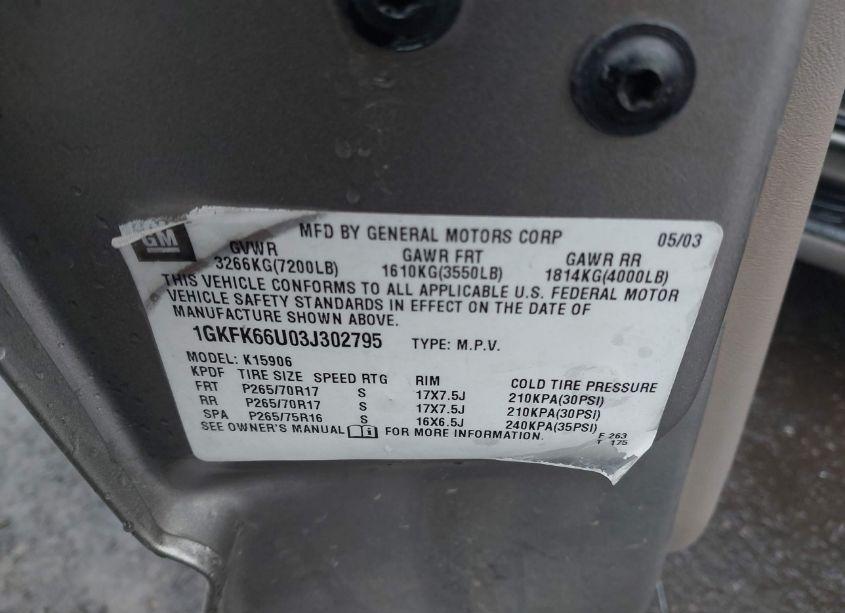 GM
MFD BY GENERAL MOTORS CORP 05/03
GVWR GAWR FRT GAWR RR
3266KG(7200LB) 1610KG(3550LB) 1814KG(4000LB)
THIS VEHICLE CONFORMS TO ALL APPLICABLE U.S. FEDERAL MOTOR
VEHICLE SAFETY STANDARDS IN EFFECT ON THE DATE OF
MANUFACTURE SHOWN ABOVE.
1GKFK66U03J302795 TYPE: M.P.V.
MODEL: K15906
KPDF TIRE SIZE SPEED RTG RIM COLD TIRE PRESSURE
FRT P265/70R17 S 17X7.5J 210KPA(30PSI)
RR P265/70R17 S 17X7.5J 210KPA(30PSI)
SPA P265/75R16 S 16X6.5J 240KPA(35PSI)
SEE OWNER'S MANUAL i FOR MORE INFORMATION.
F 263
T 175